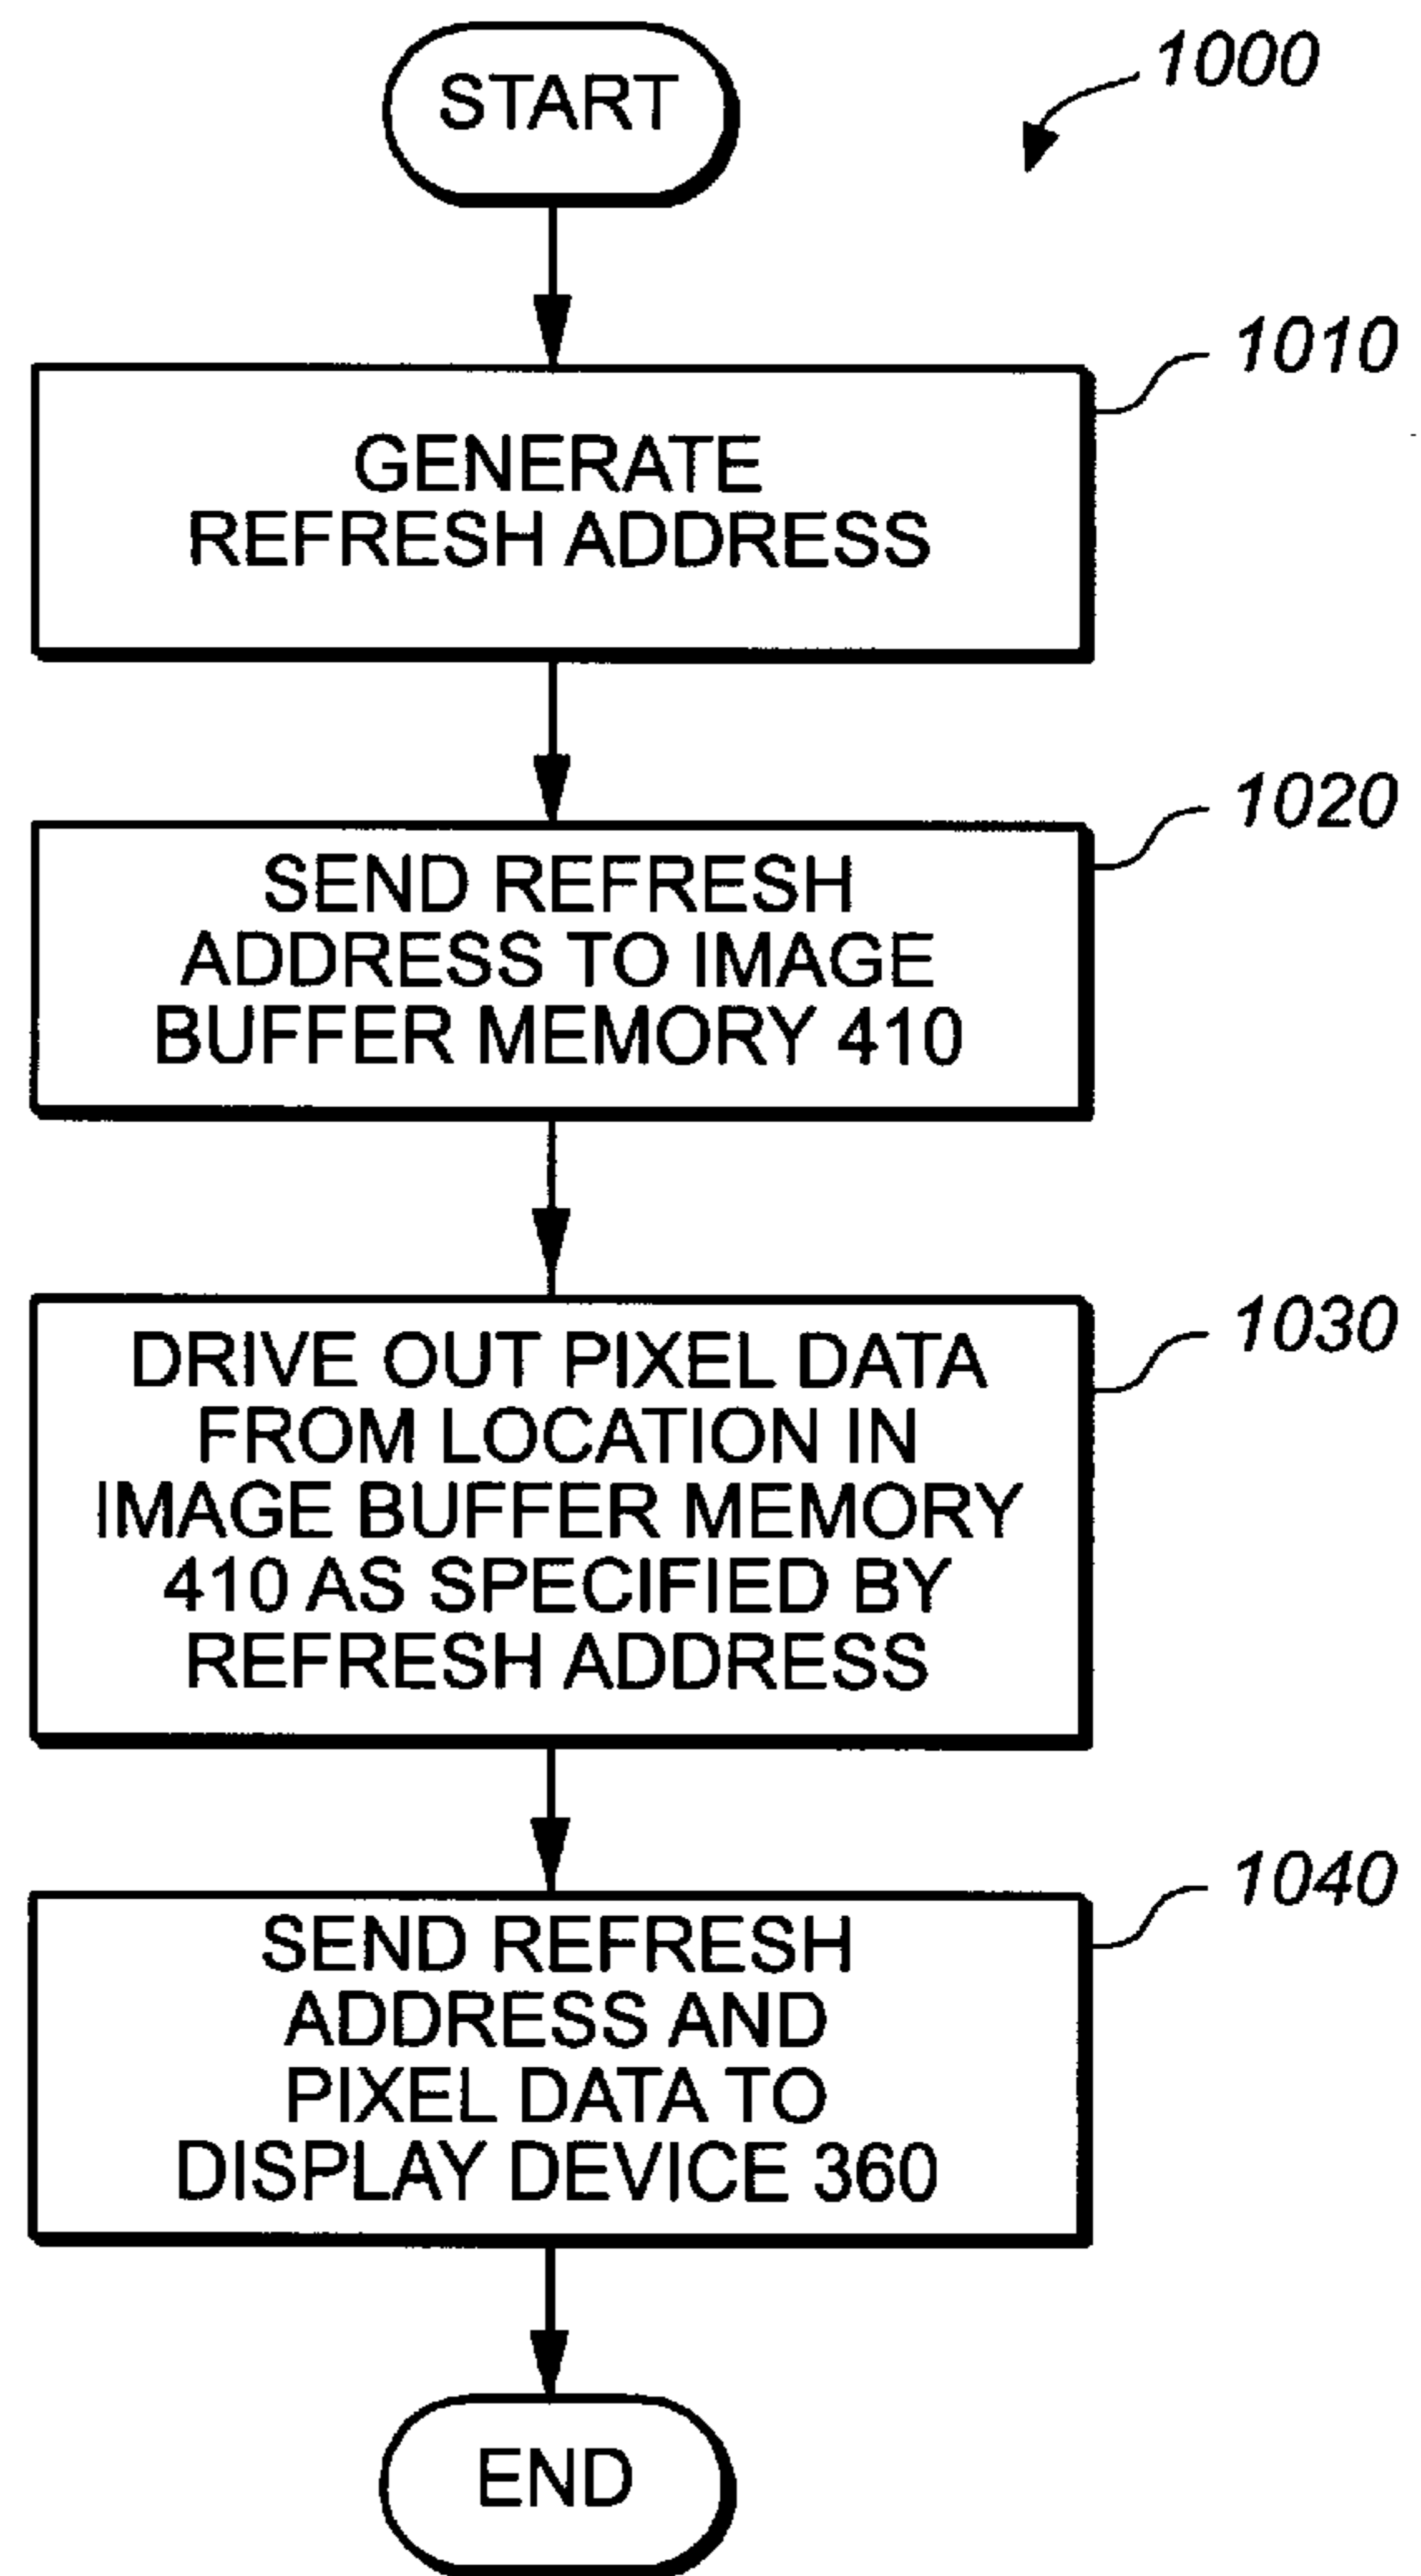 START
1000
1010
GENERATE
REFRESH ADDRESS
1020
SEND REFRESH
ADDRESS TO IMAGE
BUFFER MEMORY 410
1030
DRIVE OUT PIXEL DATA
FROM LOCATION IN
IMAGE BUFFER MEMORY
410 AS SPECIFIED BY
REFRESH ADDRESS
1040
SEND REFRESH
ADDRESS AND
PIXEL DATA TO
DISPLAY DEVICE 360
END